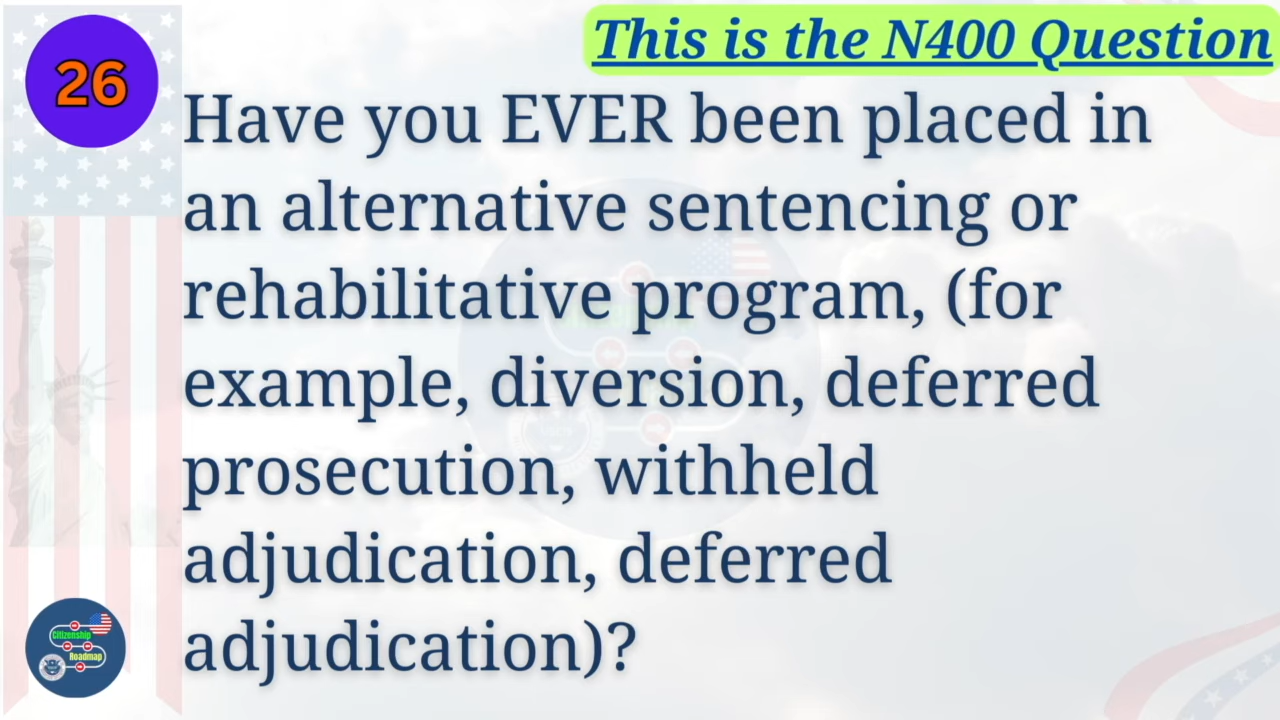 This is the N400 Question
26
Have you EVER been placed in
an alternative sentencing or
rehabilitative program, (for
example, diversion, deferred
prosecution, withheld
adjudication, deferred
adjudication)?
Citizenship
Roadmap